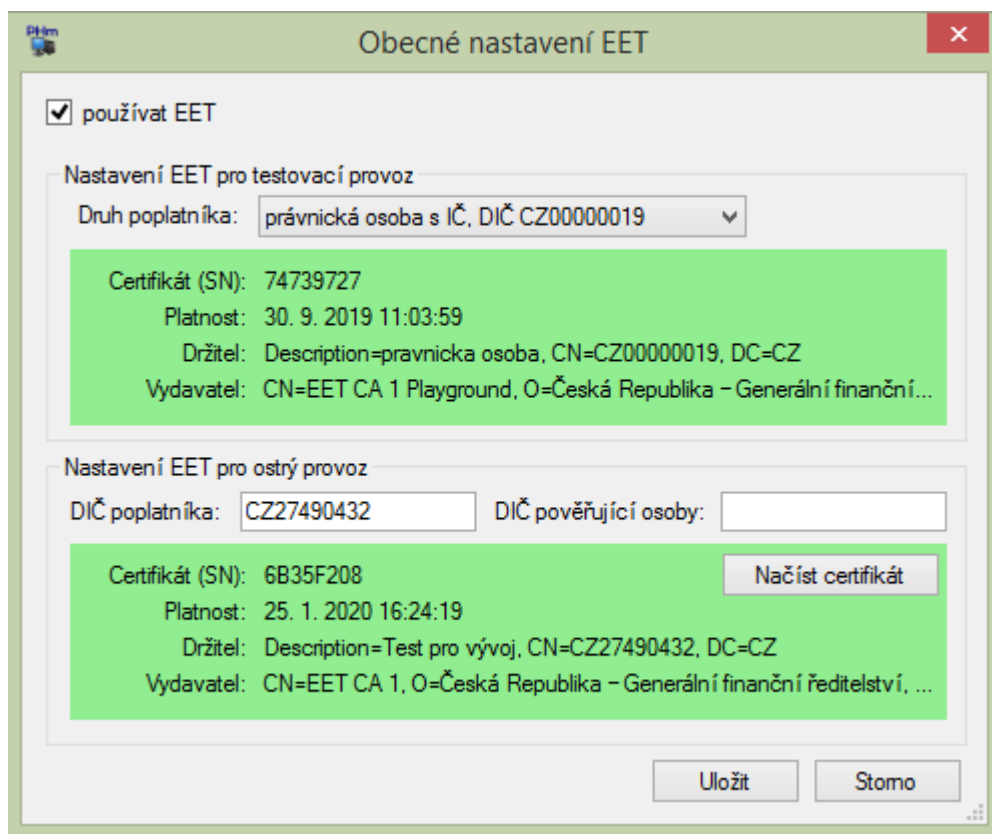 PHm
Obecné nastavení EET
používat EET
Nastavení EET pro testovací provoz
Druh poplatníka: právnická osoba s IČ, DIČ CZ00000019
Certifikát (SN): 74739727
Platnost: 30. 9. 2019 11:03:59
Držitel: Description=pravnicka osoba, CN=CZ00000019, DC=CZ
Vydavatel: CN=EET CA 1 Playground, O=Česká Republika – Generální finanční...
Nastavení EET pro ostrý provoz
DIČ poplatníka: CZ27490432 DIČ pověřující osoby:
Certifikát (SN): 6B35F208 Načíst certifikát
Platnost: 25. 1. 2020 16:24:19
Držitel: Description=Test pro vývoj, CN=CZ27490432, DC=CZ
Vydavatel: CN=EET CA 1, O=Česká Republika – Generální finanční ředitelství, ...
Uložit Storno